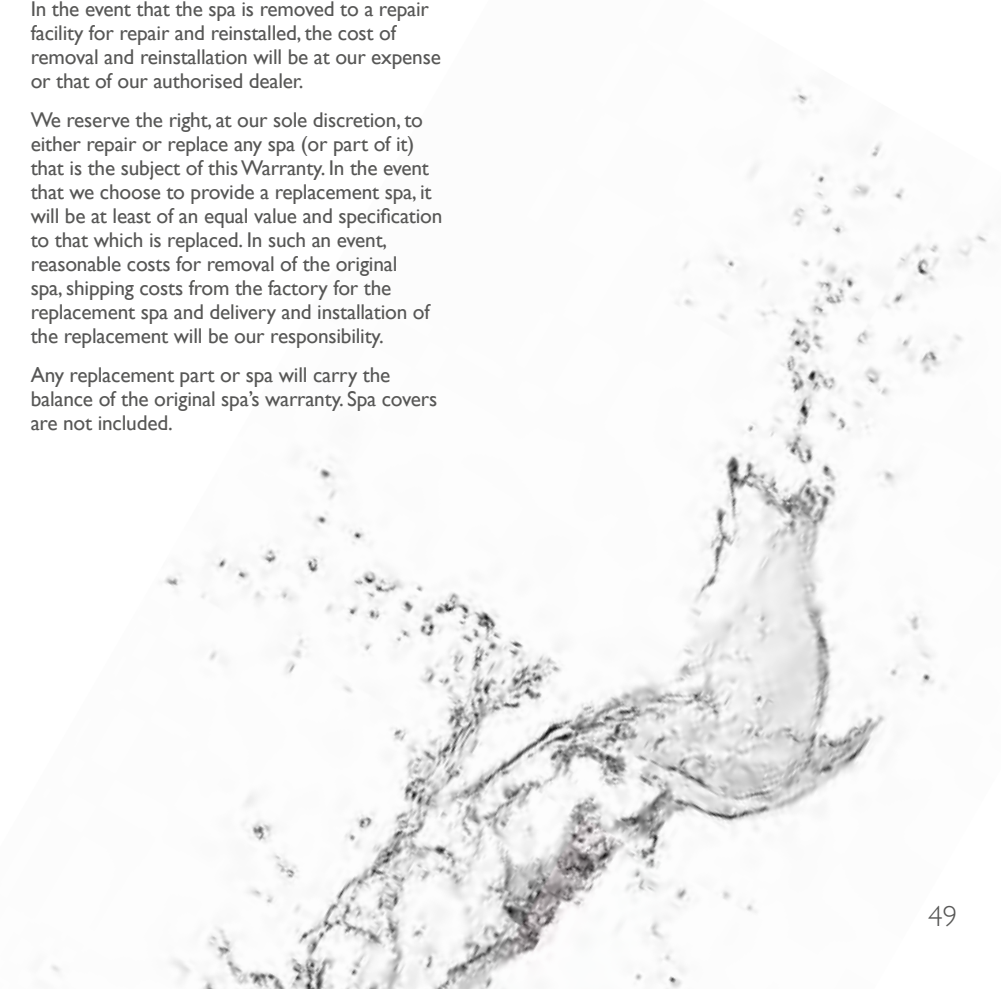 In the event that the spa is removed to a repair
facility for repair and reinstalled, the cost of
removal and reinstallation will be at our expense
or that of our authorised dealer.
We reserve the right, at our sole discretion, to
either repair or replace any spa (or part of it)
that is the subject of this Warranty. In the event
that we choose to provide a replacement spa, it
will be at least of an equal value and specification
to that which is replaced. In such an event,
reasonable costs for removal of the original
spa, shipping costs from the factory for the
replacement spa and delivery and installation of
the replacement will be our responsibility.
Any replacement part or spa will carry the
balance of the original spa’s warranty. Spa covers
are not included.
49